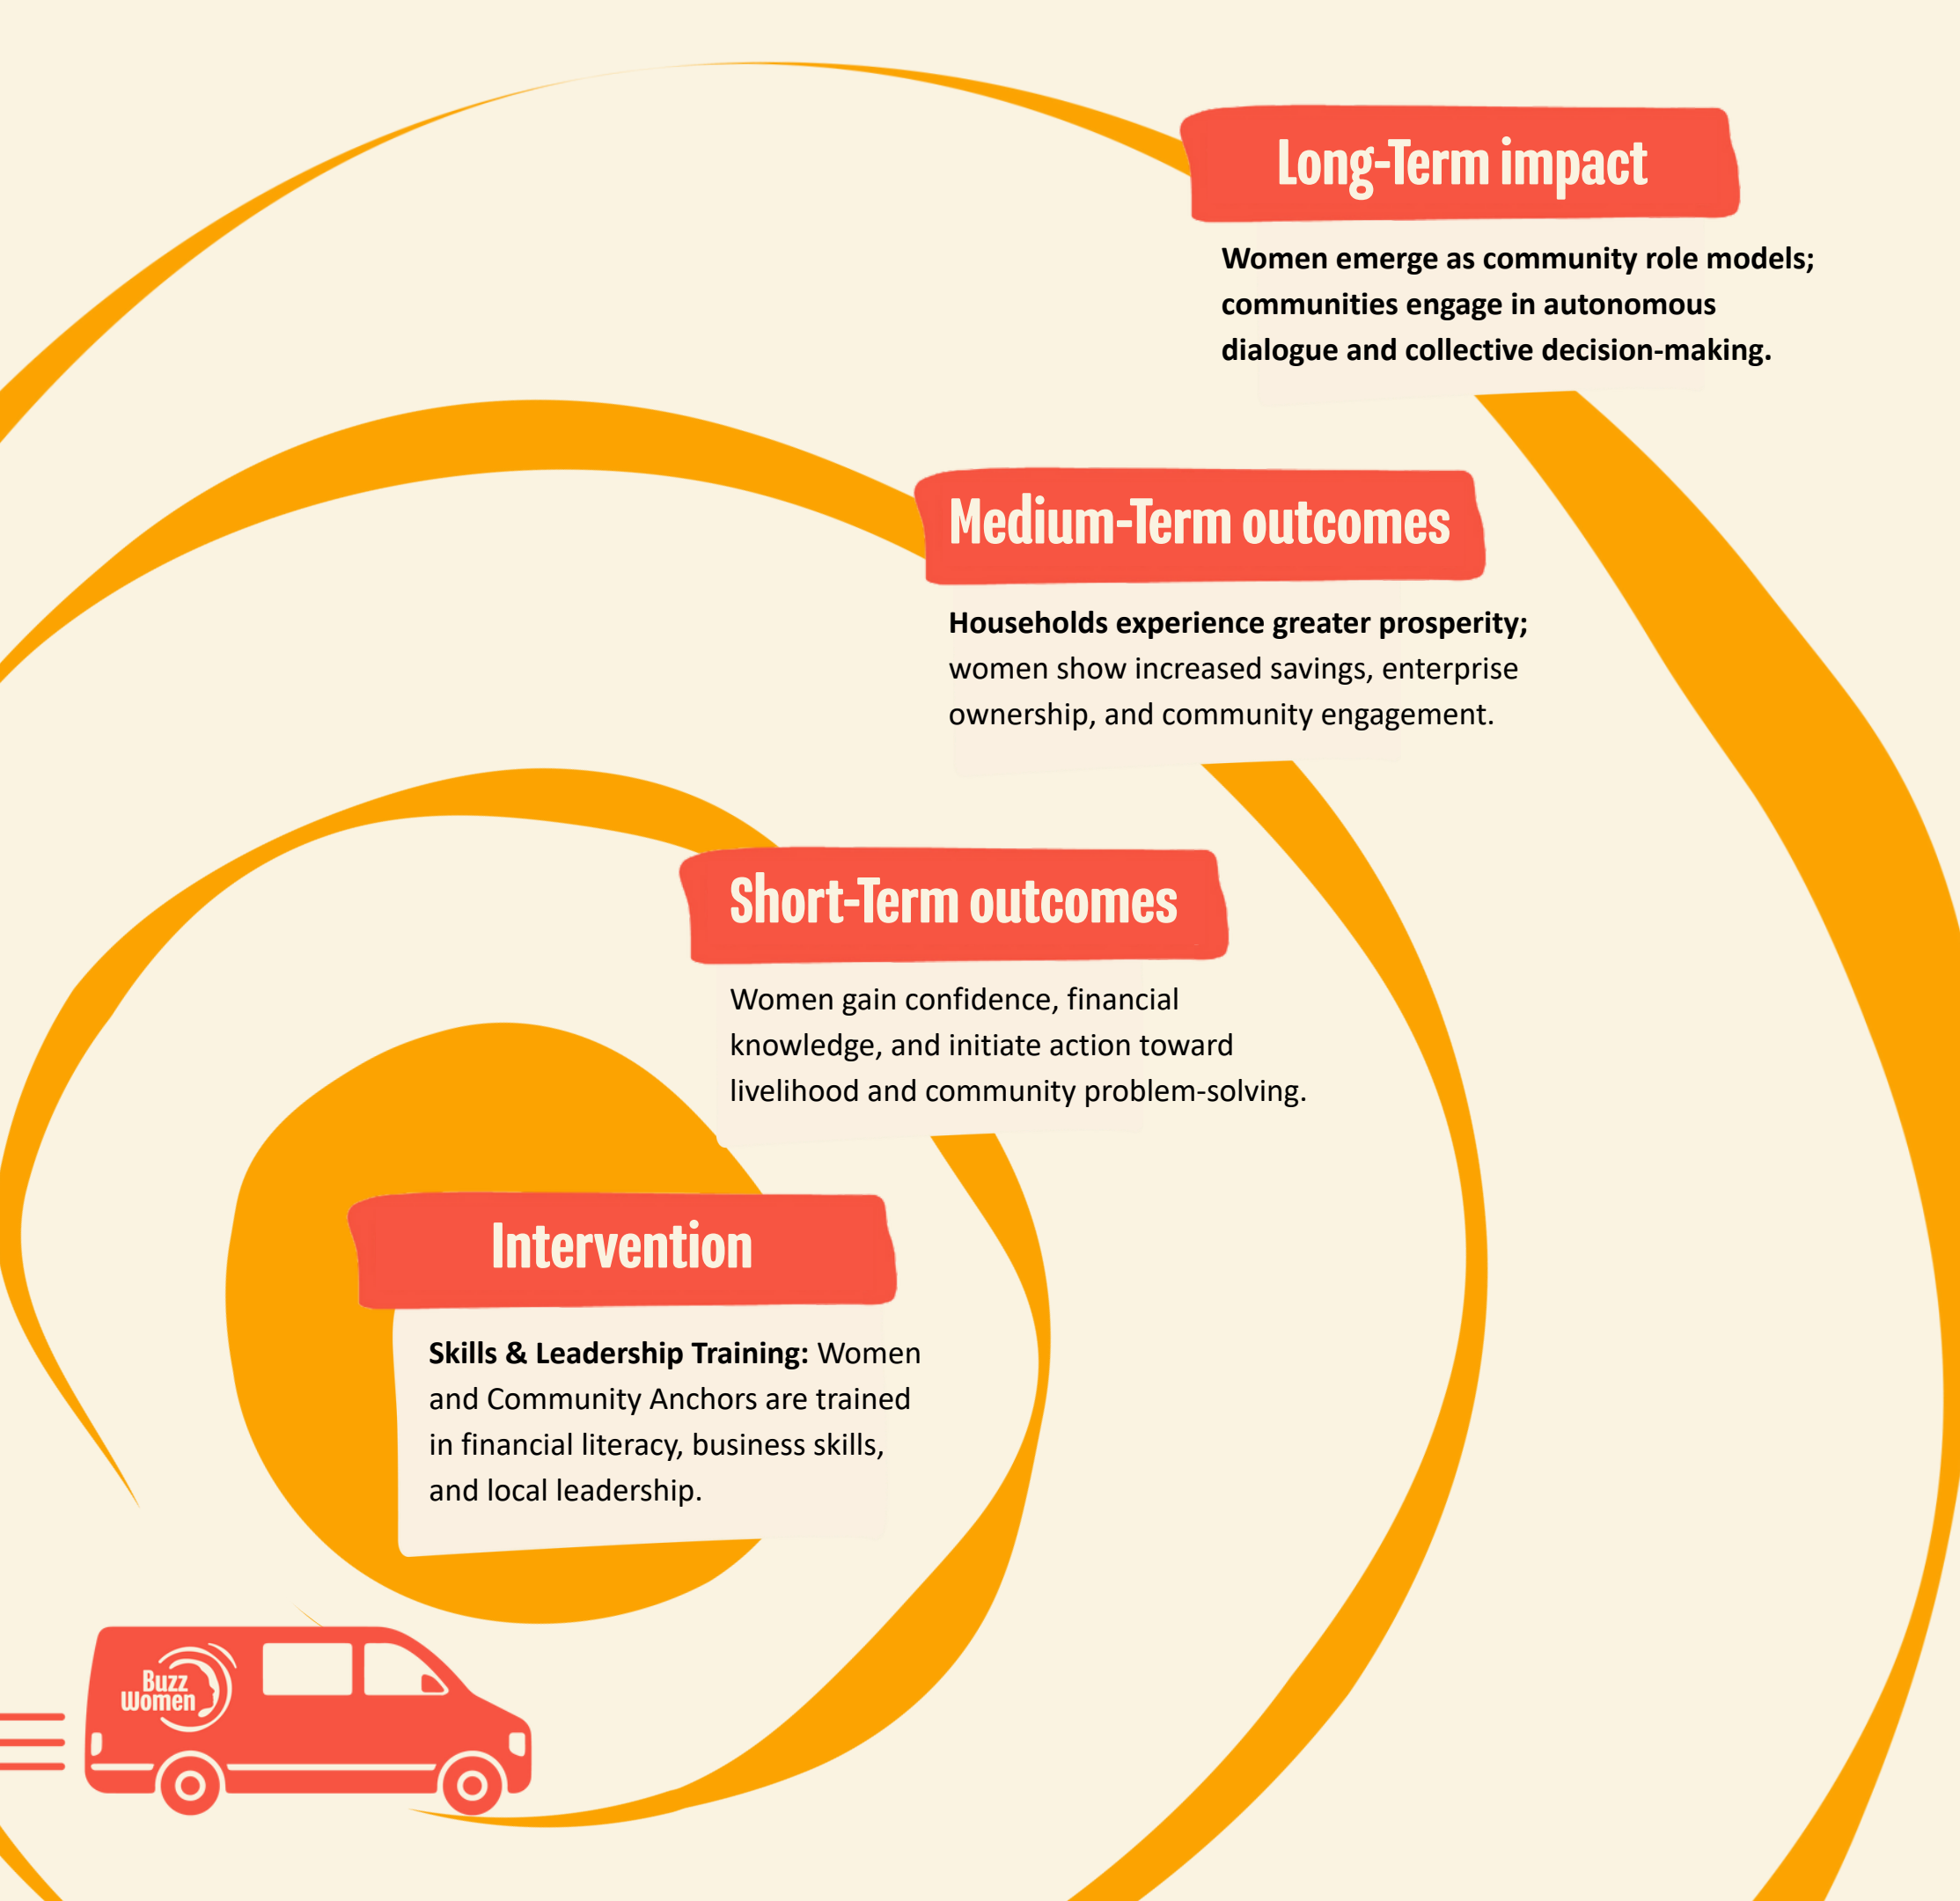 Long-Term impact
Women emerge as community role models;
communities engage in autonomous
dialogue and collective decision-making.
Medium-Term outcomes
Households experience greater prosperity;
women show increased savings, enterprise
ownership, and community engagement.
Short-Term outcomes
Women gain confidence, financial
knowledge, and initiate action toward
livelihood and community problem-solving.
Intervention
Skills & Leadership Training: Women
and Community Anchors are trained
in financial literacy, business skills,
and local leadership.
Buzz
Women